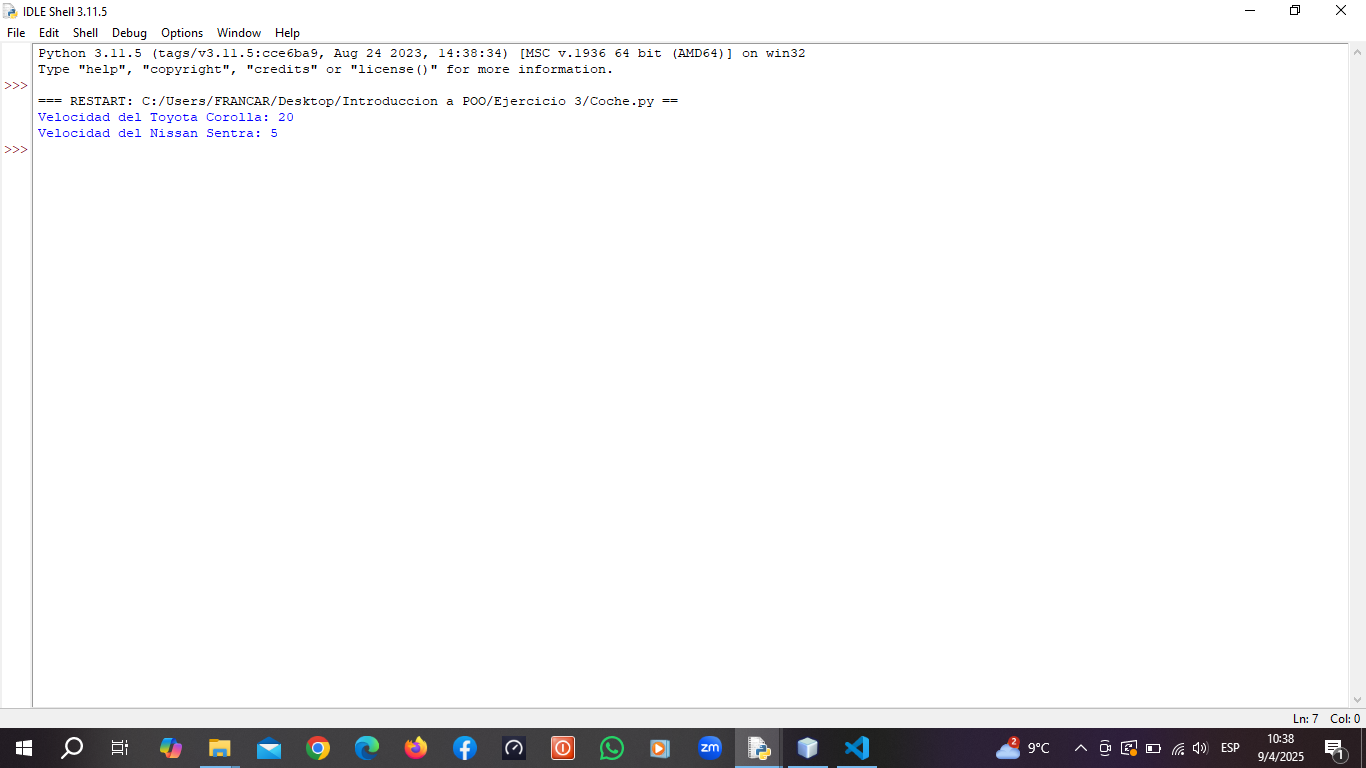 IDLE Shell 3.11.5
File Edit Shell Debug Options Window Help
Python 3.11.5 (tags/v3.11.5:cce6ba9, Aug 24 2023, 14:38:34) [MSC v.1936 64 bit (AMD64)] on win32
Type "help", "copyright", "credits" or "license()" for more information.
>>>
=== RESTART: C:/Users/FRANCAR/Desktop/Introduccion a POO/Ejercicio 3/Coche.py ==
Velocidad del Toyota Corolla: 20
Velocidad del Nissan Sentra: 5
>>>
Ln: 7 Col: 0
zm 2 9°C ESP 10:38
9/4/2025 1